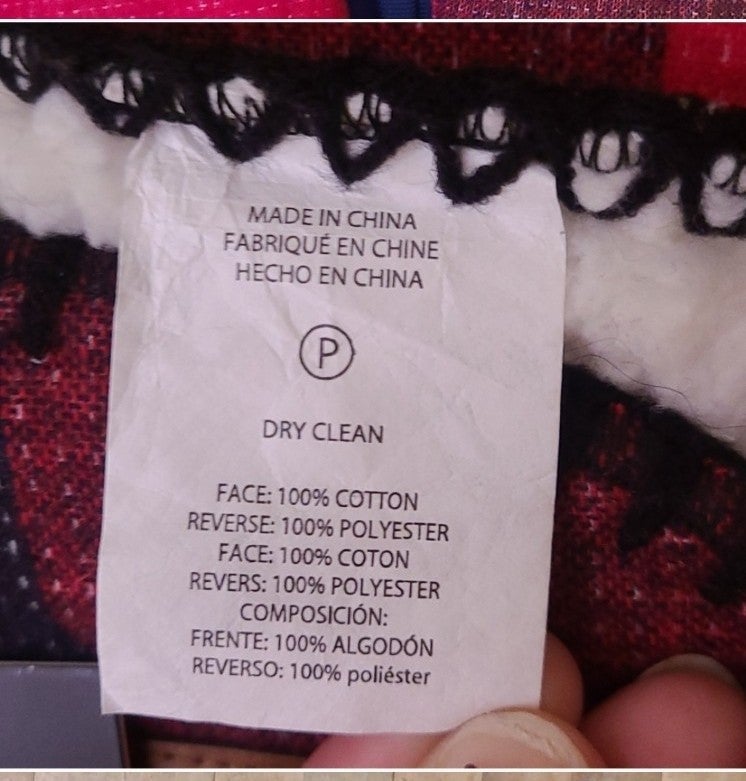 MADE IN CHINA
FABRIQUÉ EN CHINE
HECHO EN CHINA
P
DRY CLEAN
FACE: 100% COTTON
REVERSE: 100% POLYESTER
FACE: 100% COTON
REVERS: 100% POLYESTER
COMPOSICIÓN:
FRENTE: 100% ALGODÓN
REVERSO: 100% poliéster